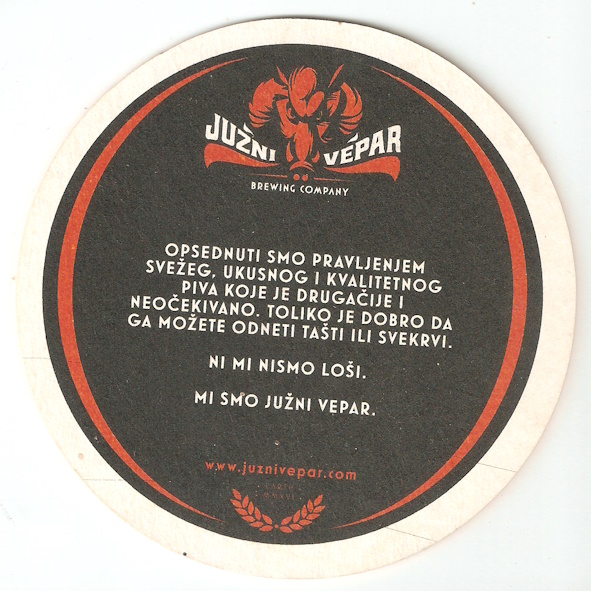 JUŽNI VEPAR
BREWING COMPANY
OPSEDNUTI SMO PRAVLJENJEM
SVEŽEG, UKUSNOG I KVALITETNOG
PIVA KOJE JE DRUGAČIJE I
NEOČEKIVANO. TOLIKO JE DOBRO DA
GA MOŽETE ODNETI TAŠTI ILI SVEKRVI.
NI MI NISMO LOŠI.
MI SMO JUŽNI VEPAR.
www.juznivepar.com
EARTH